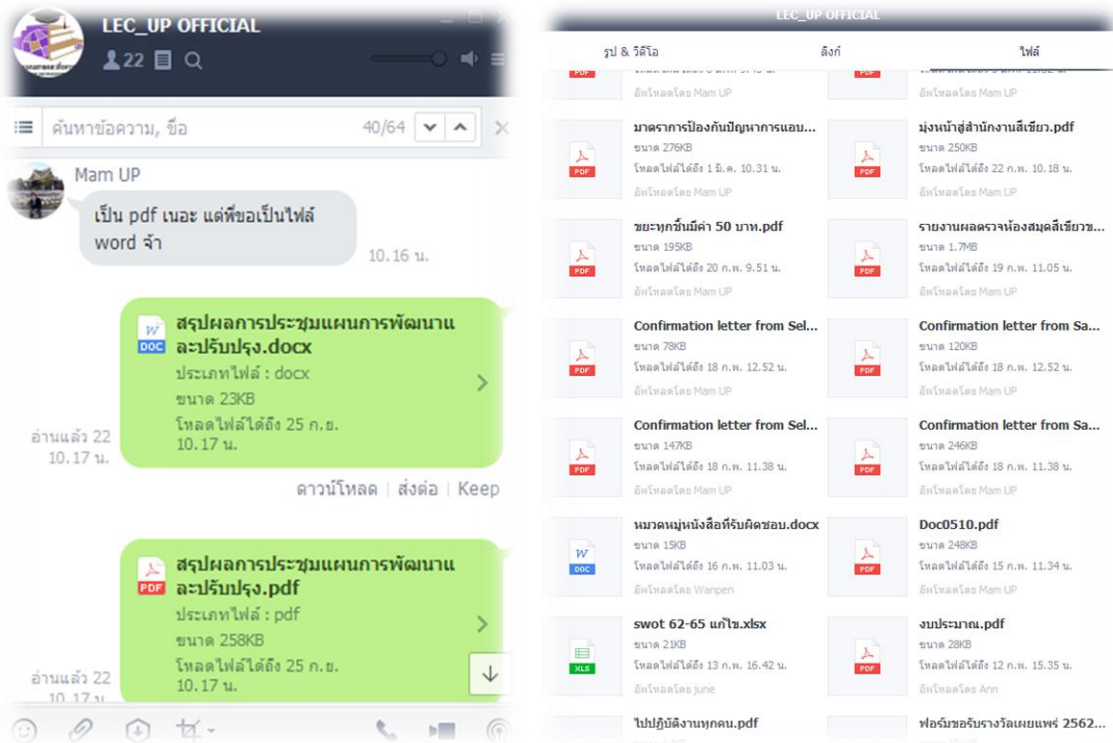 LEC_UP OFFICIAL
22
ค้นหาข้อความ, ชื่อ
40/64
Mam UP
เป็น pdf เนอะ แต่พี่ขอเป็นไฟล์
word จ้า
10.16 น.
W
DOC
สรุปผลการประชุมแผนการพัฒนาแ
ละปรับปรุง.docx
ประเภทไฟล์ : docx
ขนาด 23KB
โหลดไฟล์ได้ถึง 25 ก.ย.
10.17 น.
อ่านแล้ว 22
10.17 น.
ดาวน์โหลด | ส่งต่อ | Keep
PDF
สรุปผลการประชุมแผนการพัฒนาแ
ละปรับปรุง.pdf
ประเภทไฟล์ : pdf
ขนาด 258KB
โหลดไฟล์ได้ถึง 25 ก.ย.
10.17 น.
อ่านแล้ว 22
10.17 น.
LEC_UP OFFICIAL
รูป & วิดีโอ
ลิงก์
ไฟล์
PDF
อัพโหลดโดย Mam UP
PDF
อัพโหลดโดย Mam UP
PDF
มาตราการป้องกันปัญหาการแอบ...
ขนาด 276KB
โหลดไฟล์ได้ถึง 1 มี.ค. 10.31 น.
อัพโหลดโดย Mam UP
PDF
มุ่งหน้าสู่สำนักงานสีเขียว.pdf
ขนาด 250KB
โหลดไฟล์ได้ถึง 22 ก.พ. 10.18 น.
อัพโหลดโดย Mam UP
PDF
ขยะทุกชิ้นมีค่า 50 บาท.pdf
ขนาด 195KB
โหลดไฟล์ได้ถึง 20 ก.พ. 9.51 น.
อัพโหลดโดย Mam UP
PDF
รายงานผลตรวจห้องสมุดสีเขียวข...
ขนาด 1.7MB
โหลดไฟล์ได้ถึง 19 ก.พ. 11.05 น.
อัพโหลดโดย Mam UP
PDF
Confirmation letter from Sel...
ขนาด 78KB
โหลดไฟล์ได้ถึง 18 ก.พ. 12.52 น.
อัพโหลดโดย Mam UP
PDF
Confirmation letter from Sa...
ขนาด 120KB
โหลดไฟล์ได้ถึง 18 ก.พ. 12.52 น.
อัพโหลดโดย Mam UP
PDF
Confirmation letter from Sel...
ขนาด 147KB
โหลดไฟล์ได้ถึง 18 ก.พ. 11.38 น.
อัพโหลดโดย Mam UP
PDF
Confirmation letter from Sa...
ขนาด 246KB
โหลดไฟล์ได้ถึง 18 ก.พ. 11.38 น.
อัพโหลดโดย Mam UP
W
DOC
หมวดหมู่หนังสือที่รับผิดชอบ.docx
ขนาด 15KB
โหลดไฟล์ได้ถึง 16 ก.พ. 11.03 น.
อัพโหลดโดย Wanpen
PDF
Doc0510.pdf
ขนาด 248KB
โหลดไฟล์ได้ถึง 15 ก.พ. 11.34 น.
อัพโหลดโดย Mam UP
XLS
swot 62-65 แก้ไข.xlsx
ขนาด 21KB
โหลดไฟล์ได้ถึง 13 ก.พ. 16.42 น.
อัพโหลดโดย june
PDF
งบประมาณ.pdf
ขนาด 28KB
โหลดไฟล์ได้ถึง 12 ก.พ. 15.35 น.
อัพโหลดโดย Ann
ไปปฏิบัติงานทุกคน.pdf
ฟอร์มขอรับรางวัลเผยแพร่ 2562...